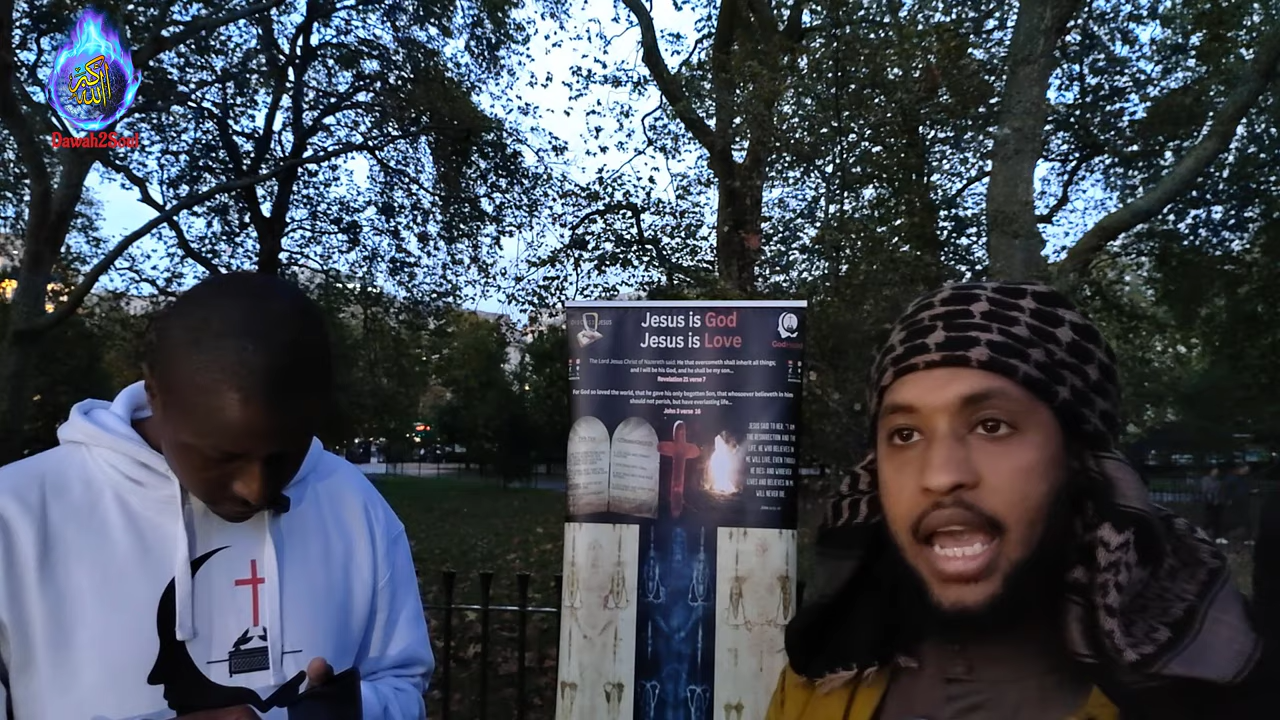 الله أكبر
Dawah2Soul
Jesus is God
Jesus is Love
The Lord Jesus Christ of Nazareth said: He that overcometh shall inherit all things;
and I will be his God, and he shall be my son...
Revelation 21 verse 7
For God so loved the world, that he gave his only begotten Son, that whosoever believeth in him
should not perish, but have everlasting life...
John 3 verse 16
JESUS SAID TO HER, "I AM
THE RESURRECTION AND THE
LIFE. HE WHO BELIEVES IN
ME WILL LIVE, EVEN THOUGH
HE DIES; AND WHOEVER
LIVES AND BELIEVES IN ME
WILL NEVER DIE.